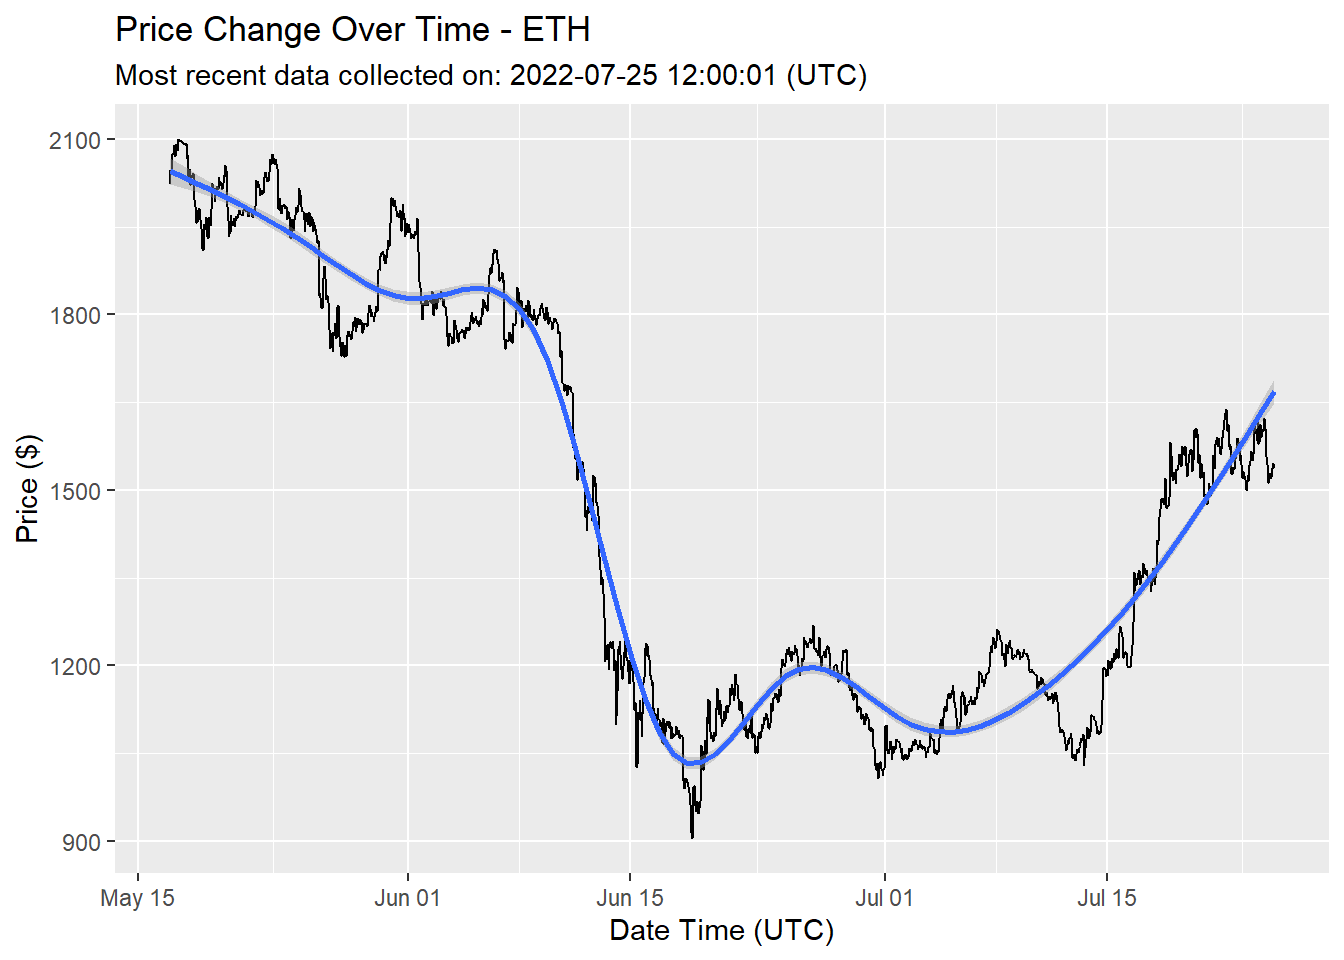 Price Change Over Time - ETH
Most recent data collected on: 2022-07-25 12:00:01 (UTC)
Price ($)
2100
1800
1500
1200
900
May 15 Jun 01 Jun 15 Jul 01 Jul 15
Date Time (UTC)